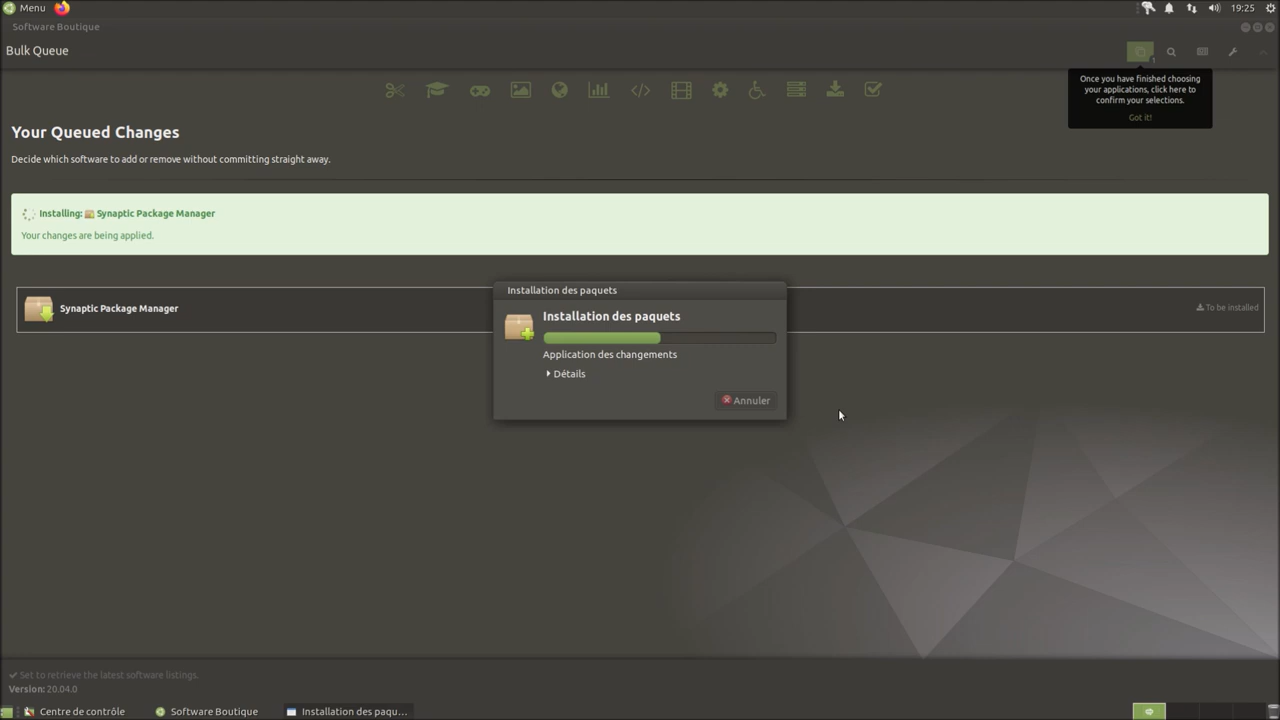 Menu
19:25
Software Boutique
Bulk Queue
1
Once you have finished choosing
your applications, click here to
confirm your selections.
Got it!
Your Queued Changes
Decide which software to add or remove without committing straight away.
Installing: Synaptic Package Manager
Your changes are being applied.
Synaptic Package Manager
To be installed
Installation des paquets
Installation des paquets
Application des changements
Détails
Annuler
Set to retrieve the latest software listings.
Version: 20.04.0
Centre de contrôle
Software Boutique
Installation des paqu...